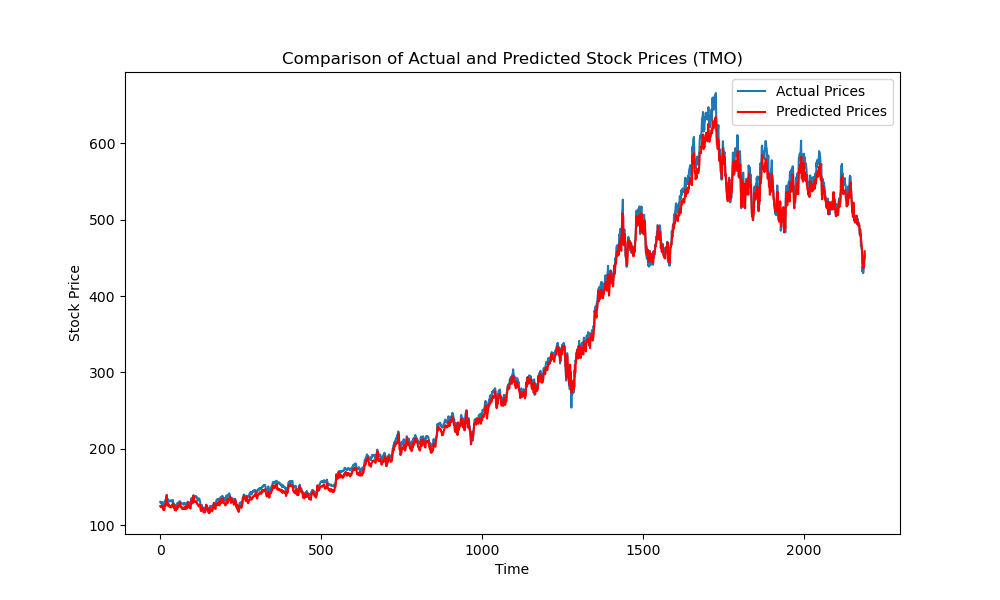 Comparison of Actual and Predicted Stock Prices (TMO)
Actual Prices
Predicted Prices
Stock Price
600
500
400
300
200
100
0
500
1000
1500
2000
Time